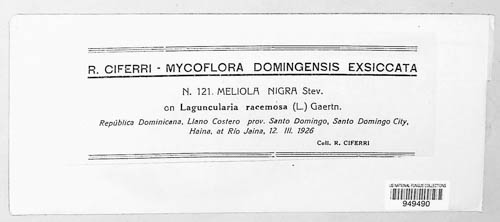 R. CIFERRI - MYCOFLORA DOMINGENSIS EXSICCATA
N. 121. MELIOLA NIGRA Stev.
on Laguncularia racemosa (L.) Gaertn.
República Dominicana, Llano Costero prov. Santo Domingo, Santo Domingo City,
Haina, at Rio Jaina, 12. III. 1926
Coll. R. CIFERRI
US NATIONAL FUNGUS COLLECTIONS
949490